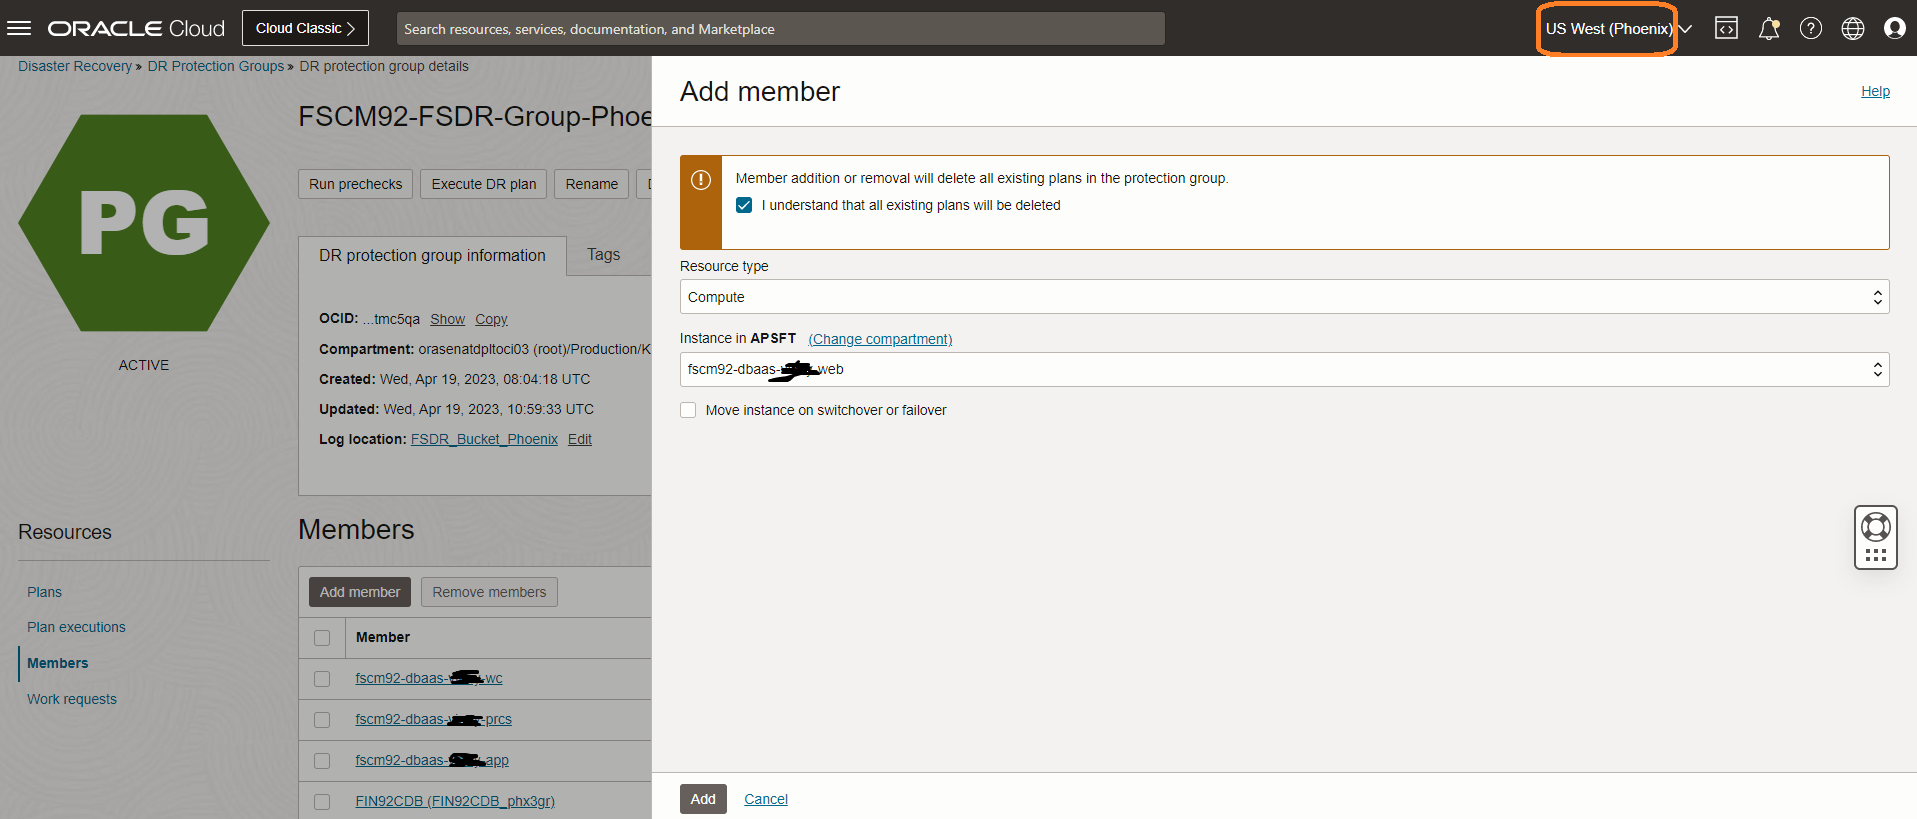 ORACLE Cloud
Cloud Classic
Search resources, services, documentation, and Marketplace
US West (Phoenix)
Disaster Recovery » DR Protection Groups » DR protection group details
PG
ACTIVE
FSCM92-FSDR-Group-Phoe
Run prechecks
Execute DR plan
Rename
DR protection group information
Tags
OCID: ...tmc5qa Show Copy
Compartment: orasenatdpltoci03 (root)/Production/K
Created: Wed, Apr 19, 2023, 08:04:18 UTC
Updated: Wed, Apr 19, 2023, 10:59:33 UTC
Log location: FSDR_Bucket_Phoenix Edit
Resources
Plans
Plan executions
Members
Work requests
Members
Add member
Remove members
Member
fscm92-dbaas- -wc
fscm92-dbaas- -prcs
fscm92-dbaas- app
FIN92CDB (FIN92CDB_phx3gr)
Add member
Help
Member addition or removal will delete all existing plans in the protection group.
I understand that all existing plans will be deleted
Resource type
Compute
Instance in APSFT (Change compartment)
fscm92-dbaas- web
Move instance on switchover or failover
Add
Cancel